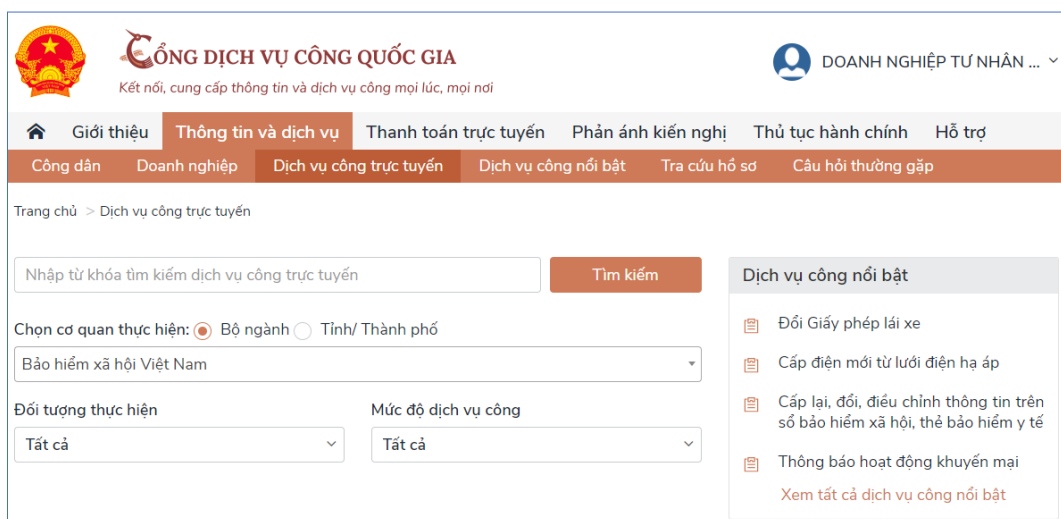 CỔNG DỊCH VỤ CÔNG QUỐC GIA
Kết nối, cung cấp thông tin và dịch vụ công mọi lúc, mọi nơi
DOANH NGHIỆP TƯ NHÂN ...
Giới thiệu Thông tin và dịch vụ Thanh toán trực tuyến Phản ánh kiến nghị Thủ tục hành chính Hỗ trợ
Công dân Doanh nghiệp Dịch vụ công trực tuyến Dịch vụ công nổi bật Tra cứu hồ sơ Câu hỏi thường gặp
Trang chủ > Dịch vụ công trực tuyến
Nhập từ khóa tìm kiếm dịch vụ công trực tuyến Tìm kiếm
Chọn cơ quan thực hiện: Bộ ngành Tỉnh/ Thành phố
Bảo hiểm xã hội Việt Nam
Đối tượng thực hiện Mức độ dịch vụ công
Tất cả Tất cả
Dịch vụ công nổi bật
Đổi Giấy phép lái xe
Cấp điện mới từ lưới điện hạ áp
Cấp lại, đổi, điều chỉnh thông tin trên
sổ bảo hiểm xã hội, thẻ bảo hiểm y tế
Thông báo hoạt động khuyến mại
Xem tất cả dịch vụ công nổi bật